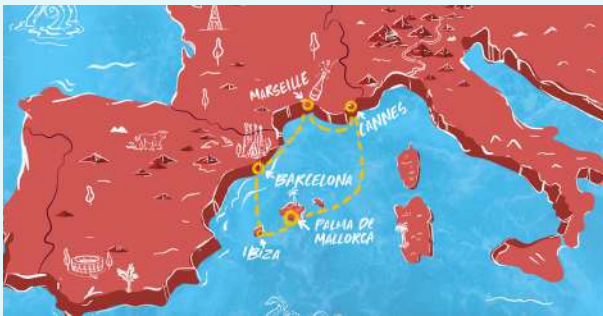 MARSEILLE
CANNES
BARCELONA
PALMA DE
MALLORCA
IBIZA